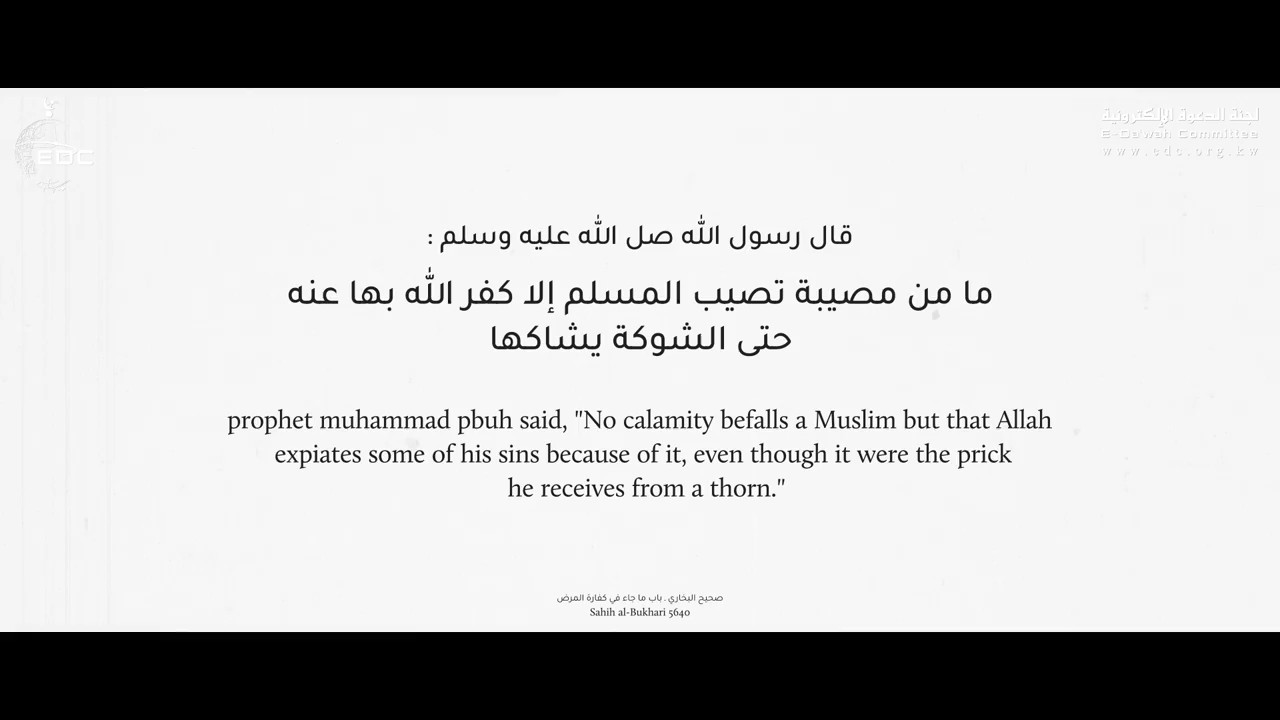 EDC
لجنة الدعوة الإلكترونية
E-Da'wah Committee
www.edc.org.kw
قال رسول الله صل الله عليه وسلم :
ما من مصيبة تصيب المسلم إلا كفر الله بها عنه
حتى الشوكة يشاكها
prophet muhammad pbuh said, "No calamity befalls a Muslim but that Allah
expiates some of his sins because of it, even though it were the prick
he receives from a thorn."
صحيح البخاري . باب ما جاء في كفارة المرض
Sahih al-Bukhari 5640